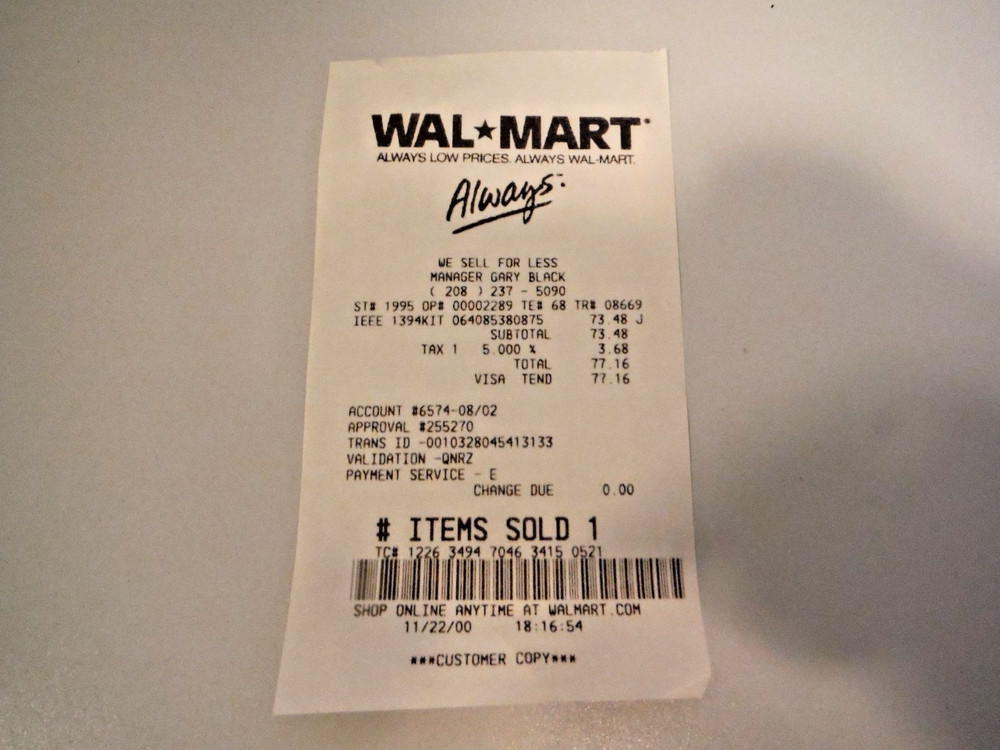 WAL★MART
ALWAYS LOW PRICES. ALWAYS WAL-MART.
Always.
WE SELL FOR LESS
MANAGER GARY BLACK
( 208 ) 237 - 5090
ST# 1995 OP# 00002289 TE# 68 TR# 08669
IEEE 1394KIT 064085380875 73.48 J
SUBTOTAL 73.48
TAX 1 5.000 % 3.68
TOTAL 77.16
VISA TEND 77.16
ACCOUNT #6574-08/02
APPROVAL #255270
TRANS ID -0010328045413133
VALIDATION -QNRZ
PAYMENT SERVICE - E
CHANGE DUE 0.00
# ITEMS SOLD 1
TC# 1226 3494 7046 3415 0521
SHOP ONLINE ANYTIME AT WALMART.COM
11/22/00 18:16:54
***CUSTOMER COPY***